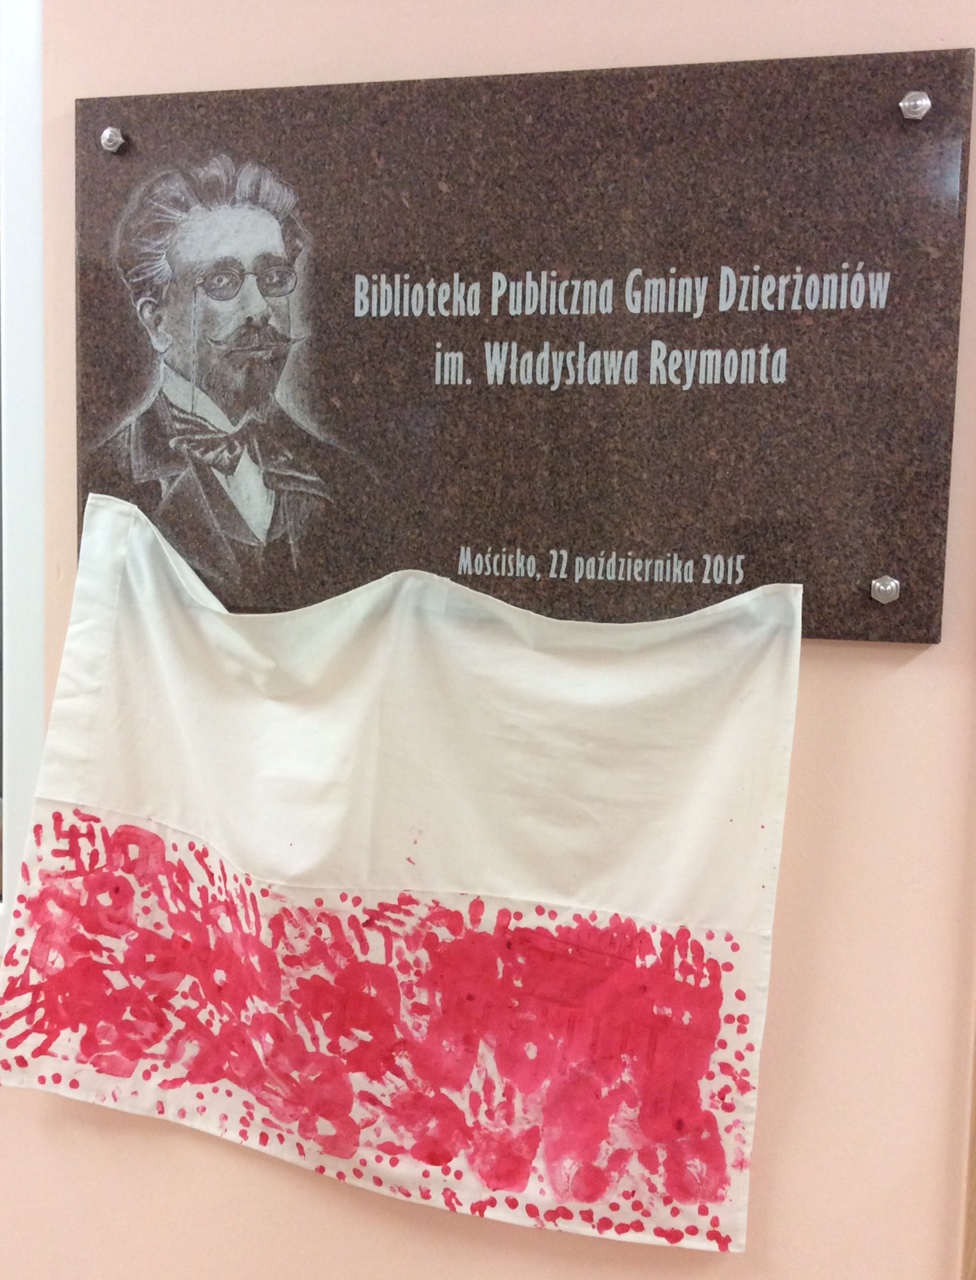 Biblioteka Publiczna Gminy Dzierżoniów
im. Władysława Reymonta
Mościsko, 22 października 2015